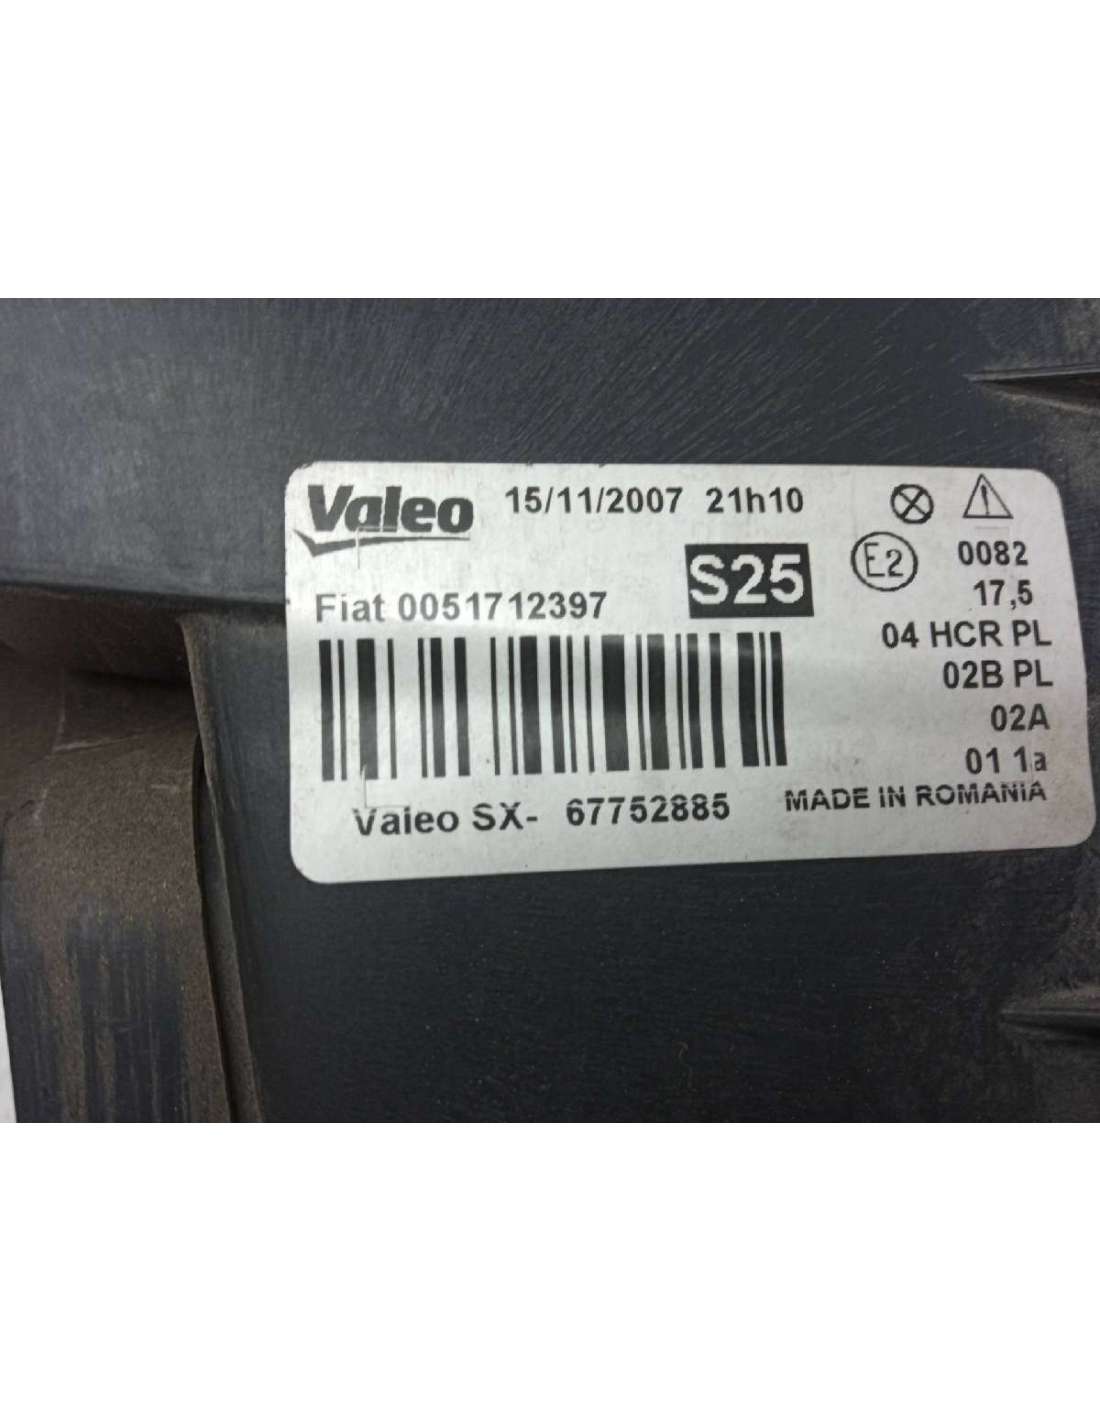 Valeo 15/11/2007 21h10
E2 0082
S25
17,5
Fiat 0051712397
04 HCR PL
02B PL
02A
01 1a
Valeo SX- 67752885
MADE IN ROMANIA